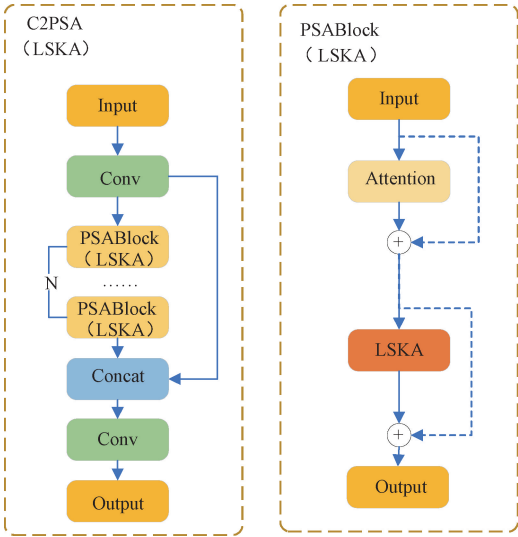 C2PSA
（LSKA）
Input
Conv
PSABlock
（LSKA）
N
……
PSABlock
（LSKA）
Concat
Conv
Output
PSABlock
（ LSKA）
Input
Attention
+
LSKA
+
Output